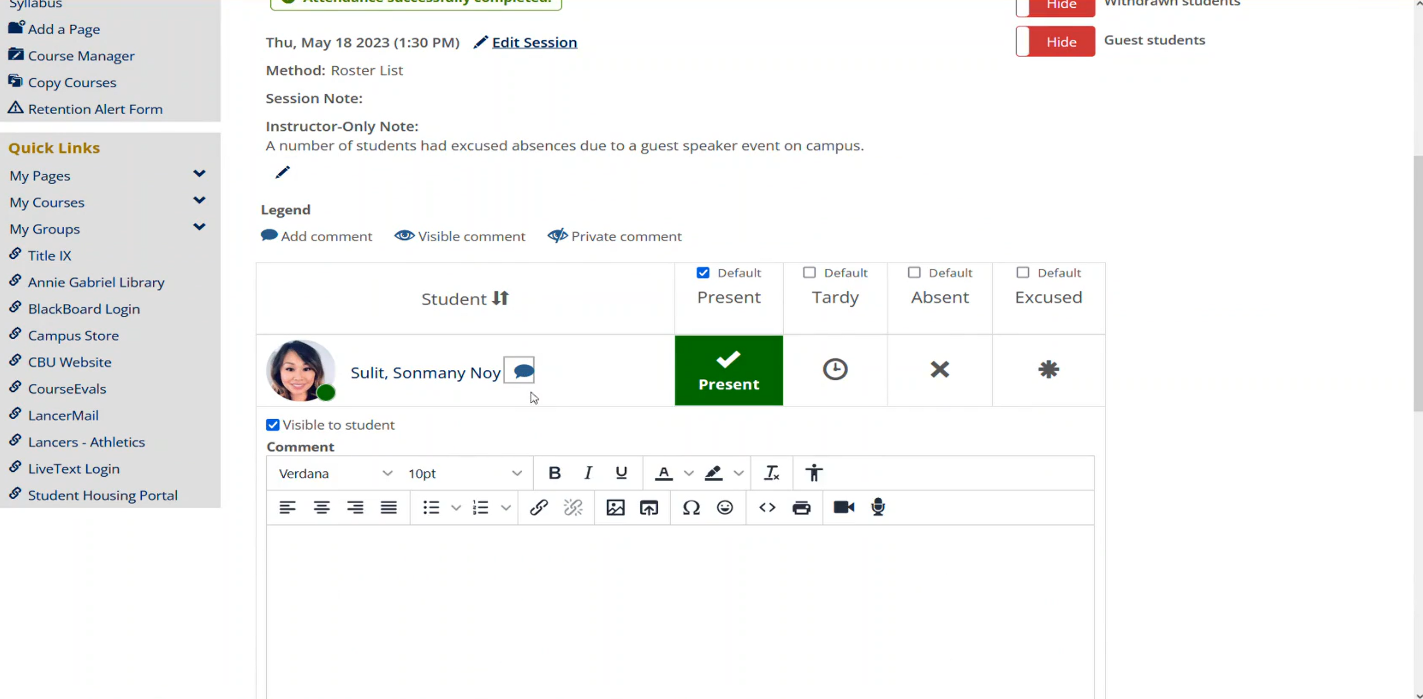 Syllabus
Add a Page
Course Manager
Copy Courses
Retention Alert Form
Quick Links
My Pages
My Courses
My Groups
Title IX
Annie Gabriel Library
BlackBoard Login
Campus Store
CBU Website
CourseEvals
LancerMail
Lancers - Athletics
LiveText Login
Student Housing Portal
Attendance successfully completed!
Thu, May 18 2023 (1:30 PM) Edit Session
Method: Roster List
Session Note:
Instructor-Only Note:
A number of students had excused absences due to a guest speaker event on campus.
Hide Withdrawn students
Hide Guest students
Legend
Add comment Visible comment Private comment
Default Default Default Default
Student Present Tardy Absent Excused
Sulit, Sonmany Noy Present
Visible to student
Comment
Verdana 10pt B I U A Tx
Ω <>